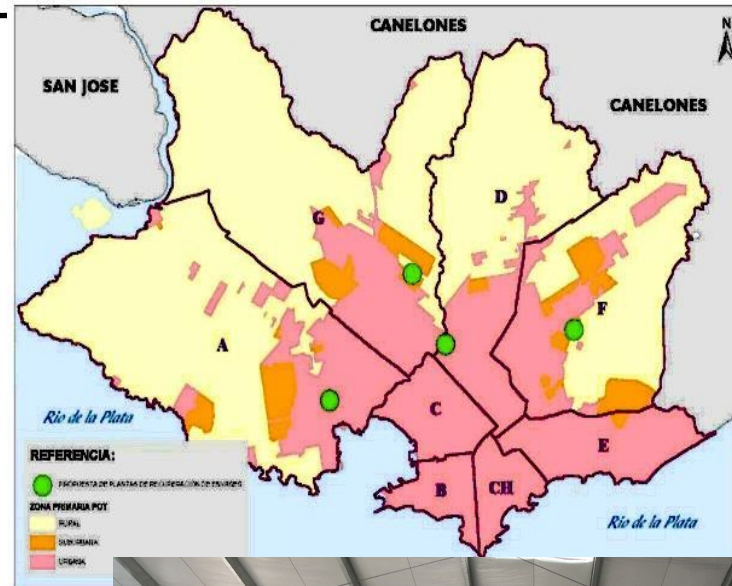 CANELONES
N
SAN JOSE
CANELONES
D
G
F
A
C
E
B
CH
Rio de la Plata
Rio de la Plata
REFERENCIA:
PROPUESTA DE PLANTAS DE RECUPERACIÓN DE ENVASES
ZONA PRIMARIA POT
RURAL
SUBURBANA
URBANA